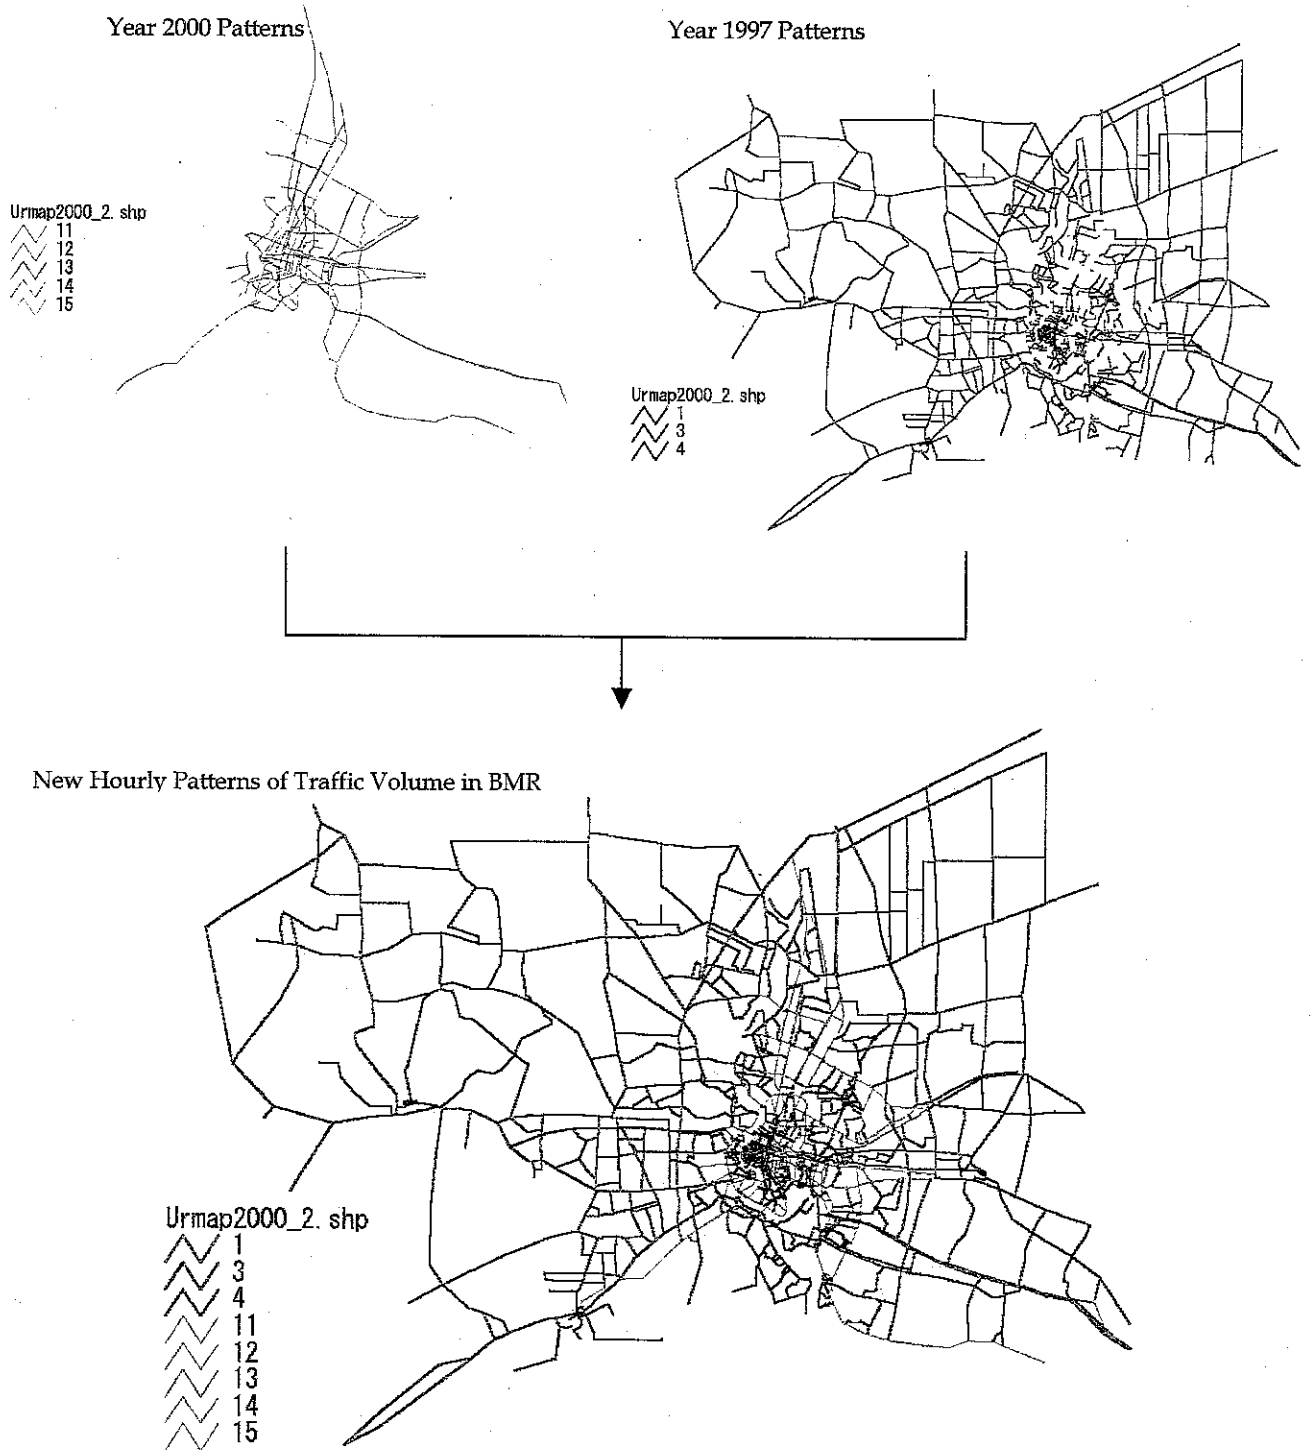 Year 2000 Patterns
Year 1997 Patterns
Urmap2000_2.shp
11
12
13
14
15
Urmap2000_2.shp
1
3
4
New Hourly Patterns of Traffic Volume in BMR
Urmap2000_2.shp
1
3
4
11
12
13
14
15